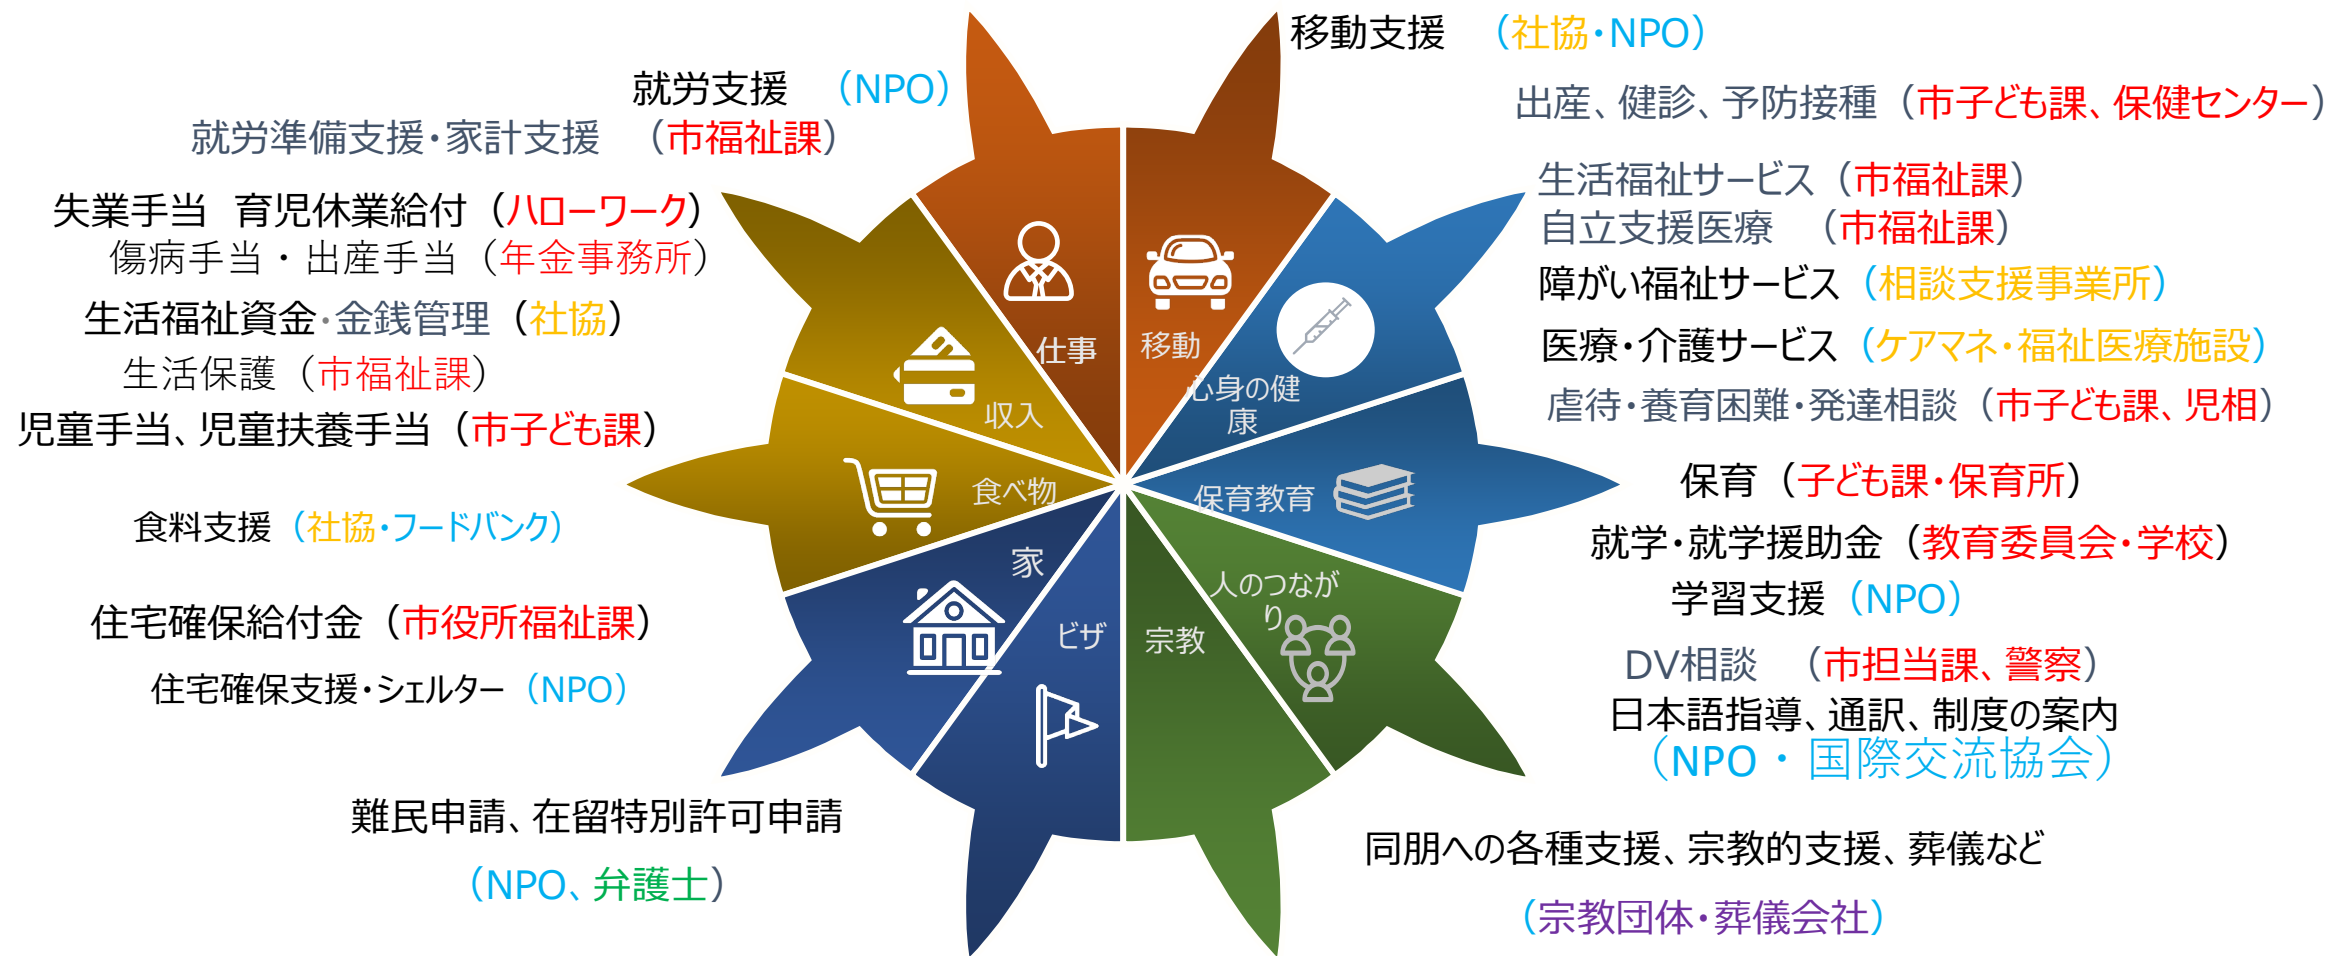 就労支援　（NPO）
就労準備支援・家計支援　（市福祉課）
失業手当　育児休業給付（ハローワーク）
傷病手当・出産手当（年金事務所）
生活福祉資金・金銭管理（社協）
生活保護（市福祉課）
児童手当、児童扶養手当（市子ども課）
食料支援（社協・フードバンク）
住宅確保給付金（市役所福祉課）
住宅確保支援・シェルター（NPO）
難民申請、在留特別許可申請
（NPO、弁護士）
仕事
移動
収入
心身の健
康
食べ物
保育教育
家
人のつなが
り
ビザ
宗教
移動支援　（社協・NPO）
出産、健診、予防接種（市子ども課、保健センター）
生活福祉サービス（市福祉課）
自立支援医療　（市福祉課）
障がい福祉サービス（相談支援事業所）
医療・介護サービス（ケアマネ・福祉医療施設）
虐待・養育困難・発達相談（市子ども課、児相）
保育（子ども課・保育所）
就学・就学援助金（教育委員会・学校）
学習支援（NPO）
DV相談　（市担当課、警察）
日本語指導、通訳、制度の案内
（NPO・国際交流協会）
同朋への各種支援、宗教的支援、葬儀など
（宗教団体・葬儀会社）